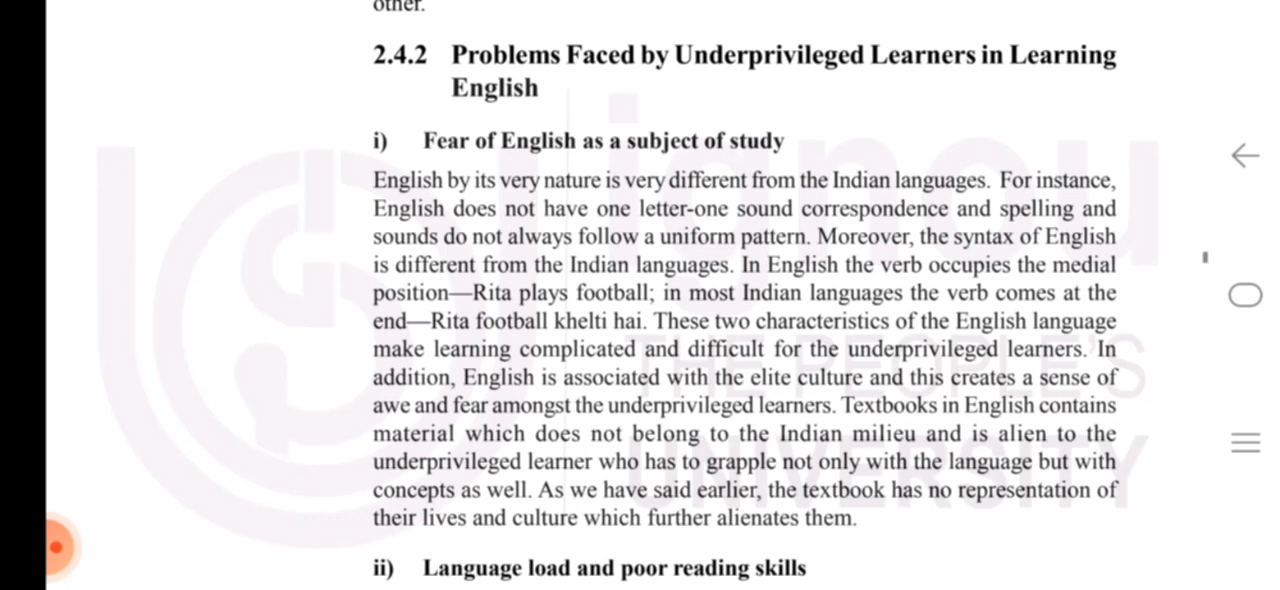 other.
2.4.2 Problems Faced by Underprivileged Learners in Learning
English
i) Fear of English as a subject of study
English by its very nature is very different from the Indian languages. For instance,
English does not have one letter-one sound correspondence and spelling and
sounds do not always follow a uniform pattern. Moreover, the syntax of English
is different from the Indian languages. In English the verb occupies the medial
position—Rita plays football; in most Indian languages the verb comes at the
end—Rita football khelti hai. These two characteristics of the English language
make learning complicated and difficult for the underprivileged learners. In
addition, English is associated with the elite culture and this creates a sense of
awe and fear amongst the underprivileged learners. Textbooks in English contains
material which does not belong to the Indian milieu and is alien to the
underprivileged learner who has to grapple not only with the language but with
concepts as well. As we have said earlier, the textbook has no representation of
their lives and culture which further alienates them.
ii) Language load and poor reading skills
ignou
THE PEOPLE'S
UNIVERSITY